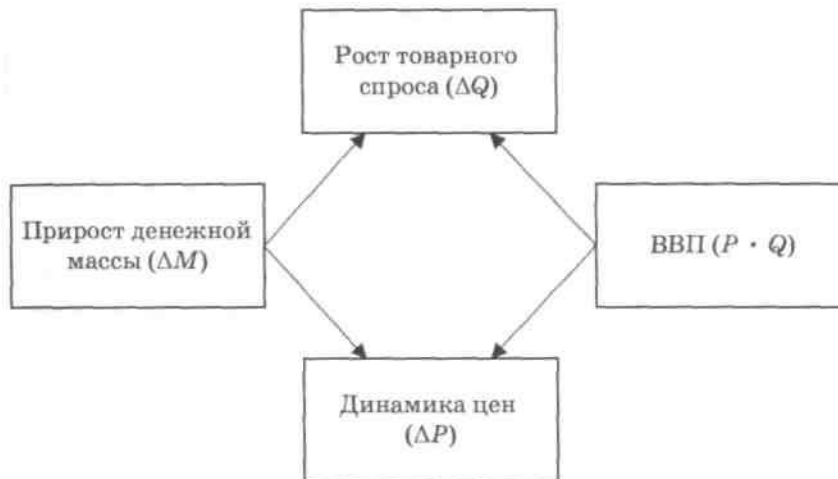 Рост товарного
спроса (ΔQ)
Прирост денежной
массы (ΔM)
ВВП (P · Q)
Динамика цен
(ΔP)